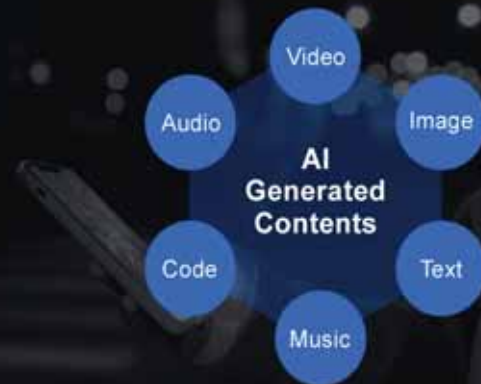 Video
Audio
Image
AI
Generated
Contents
Code
Text
Music